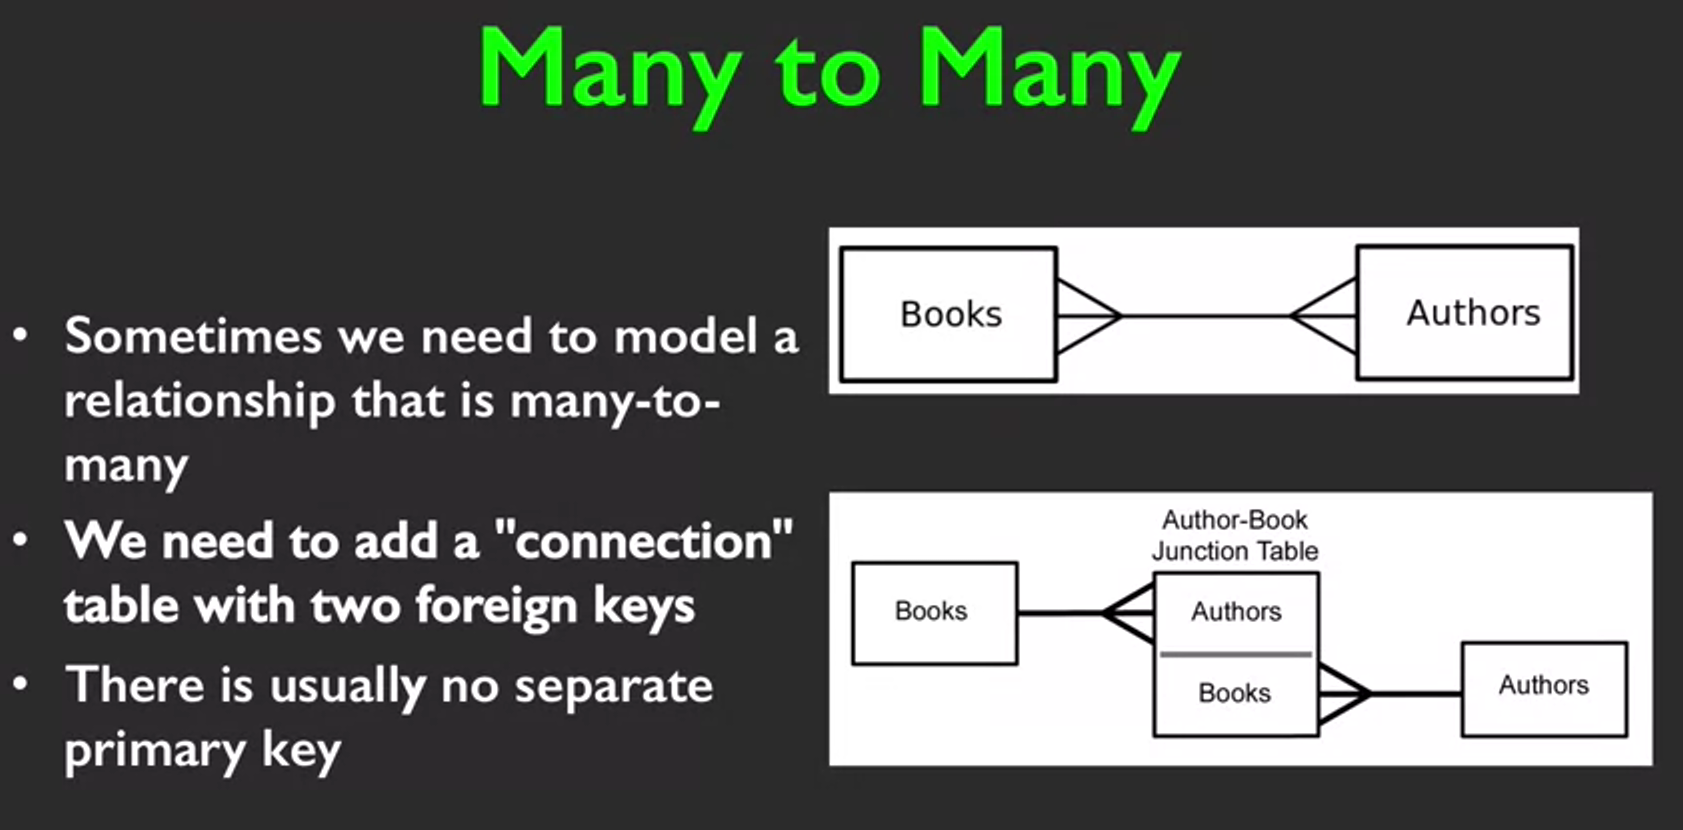 Many to Many
• Sometimes we need to model a
relationship that is many-to-
many
• We need to add a "connection"
table with two foreign keys
• There is usually no separate
primary key
Books
Authors
Author-Book
Junction Table
Books
Authors
Books
Authors